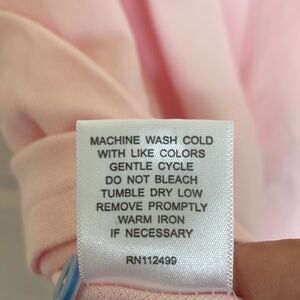 MACHINE WASH COLD
WITH LIKE COLORS
GENTLE CYCLE
DO NOT BLEACH
TUMBLE DRY LOW
REMOVE PROMPTLY
WARM IRON
IF NECESSARY
RN112499